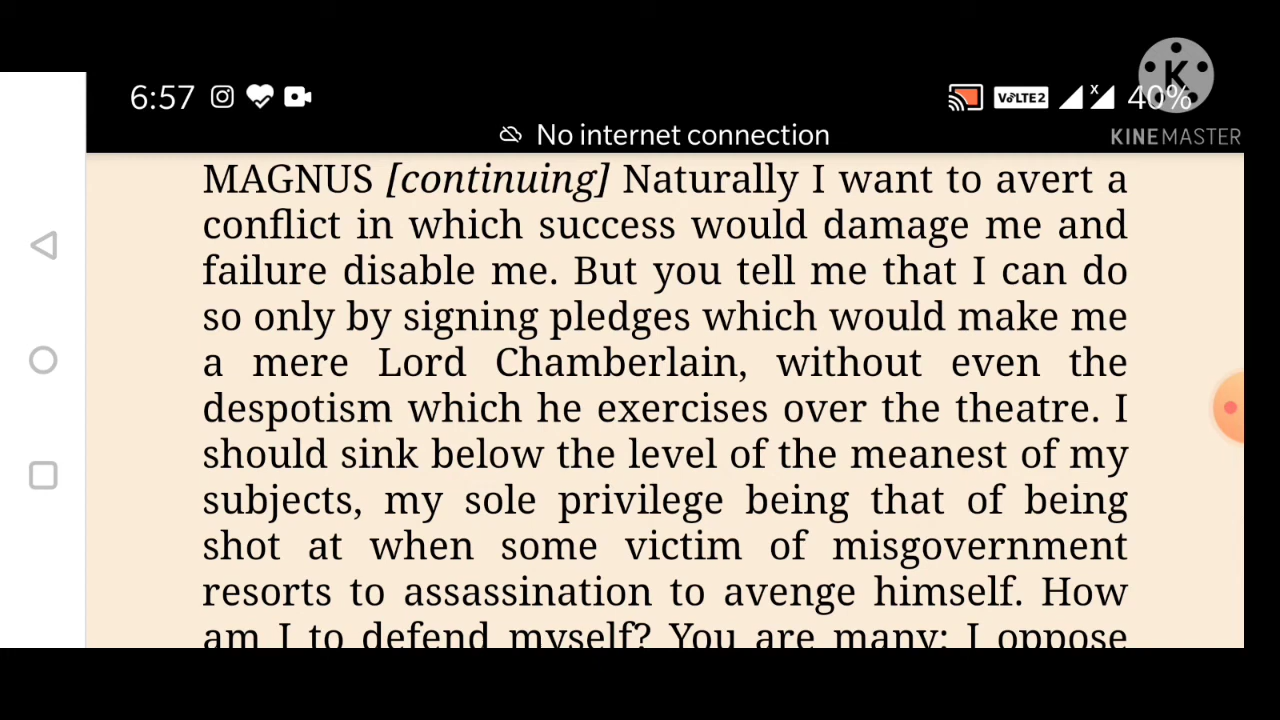 6:57 VoLTE2 x 40%
K
No internet connection
KINEMASTER
MAGNUS [continuing] Naturally I want to avert a
conflict in which success would damage me and
failure disable me. But you tell me that I can do
so only by signing pledges which would make me
a mere Lord Chamberlain, without even the
despotism which he exercises over the theatre. I
should sink below the level of the meanest of my
subjects, my sole privilege being that of being
shot at when some victim of misgovernment
resorts to assassination to avenge himself. How
am I to defend myself? You are many: I oppose